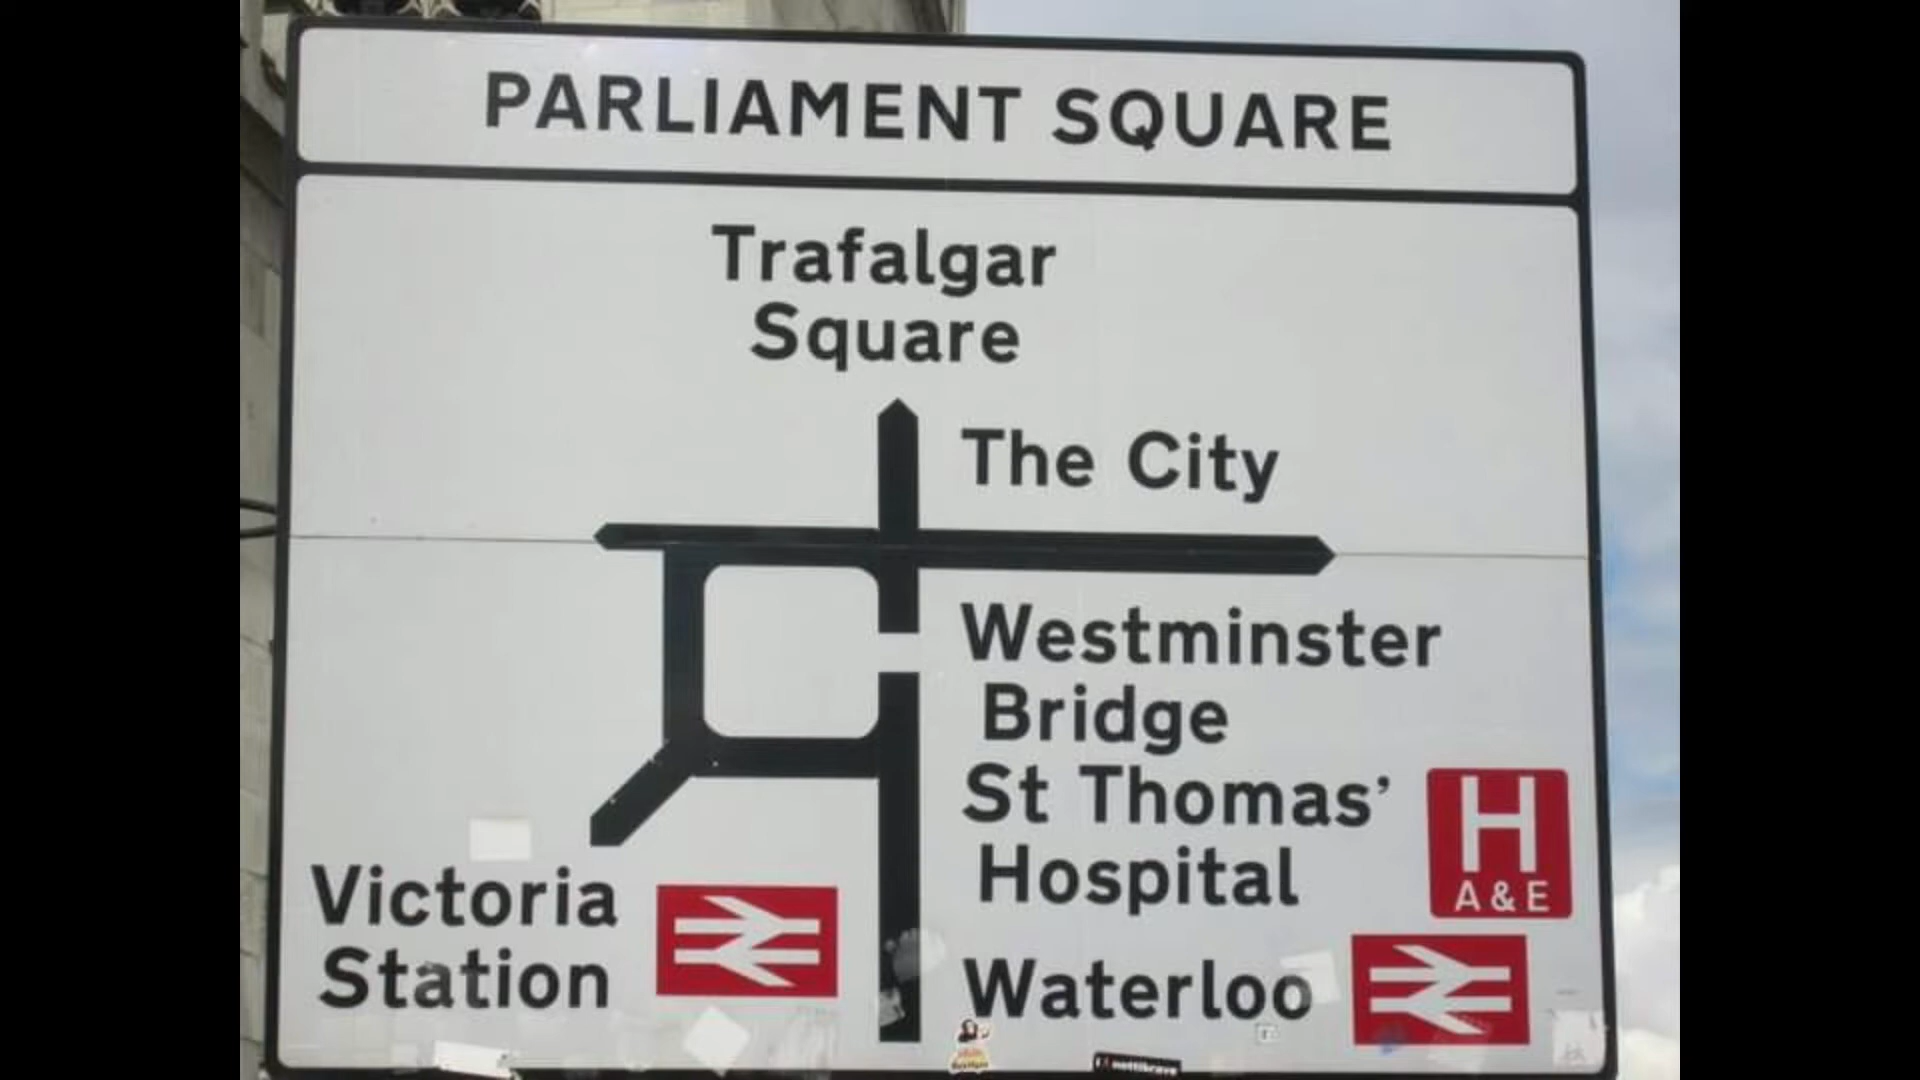 PARLIAMENT SQUARE
Trafalgar
Square
The City
Westminster
Bridge
St Thomas’
Hospital
H
A & E
Victoria
Station
Waterloo